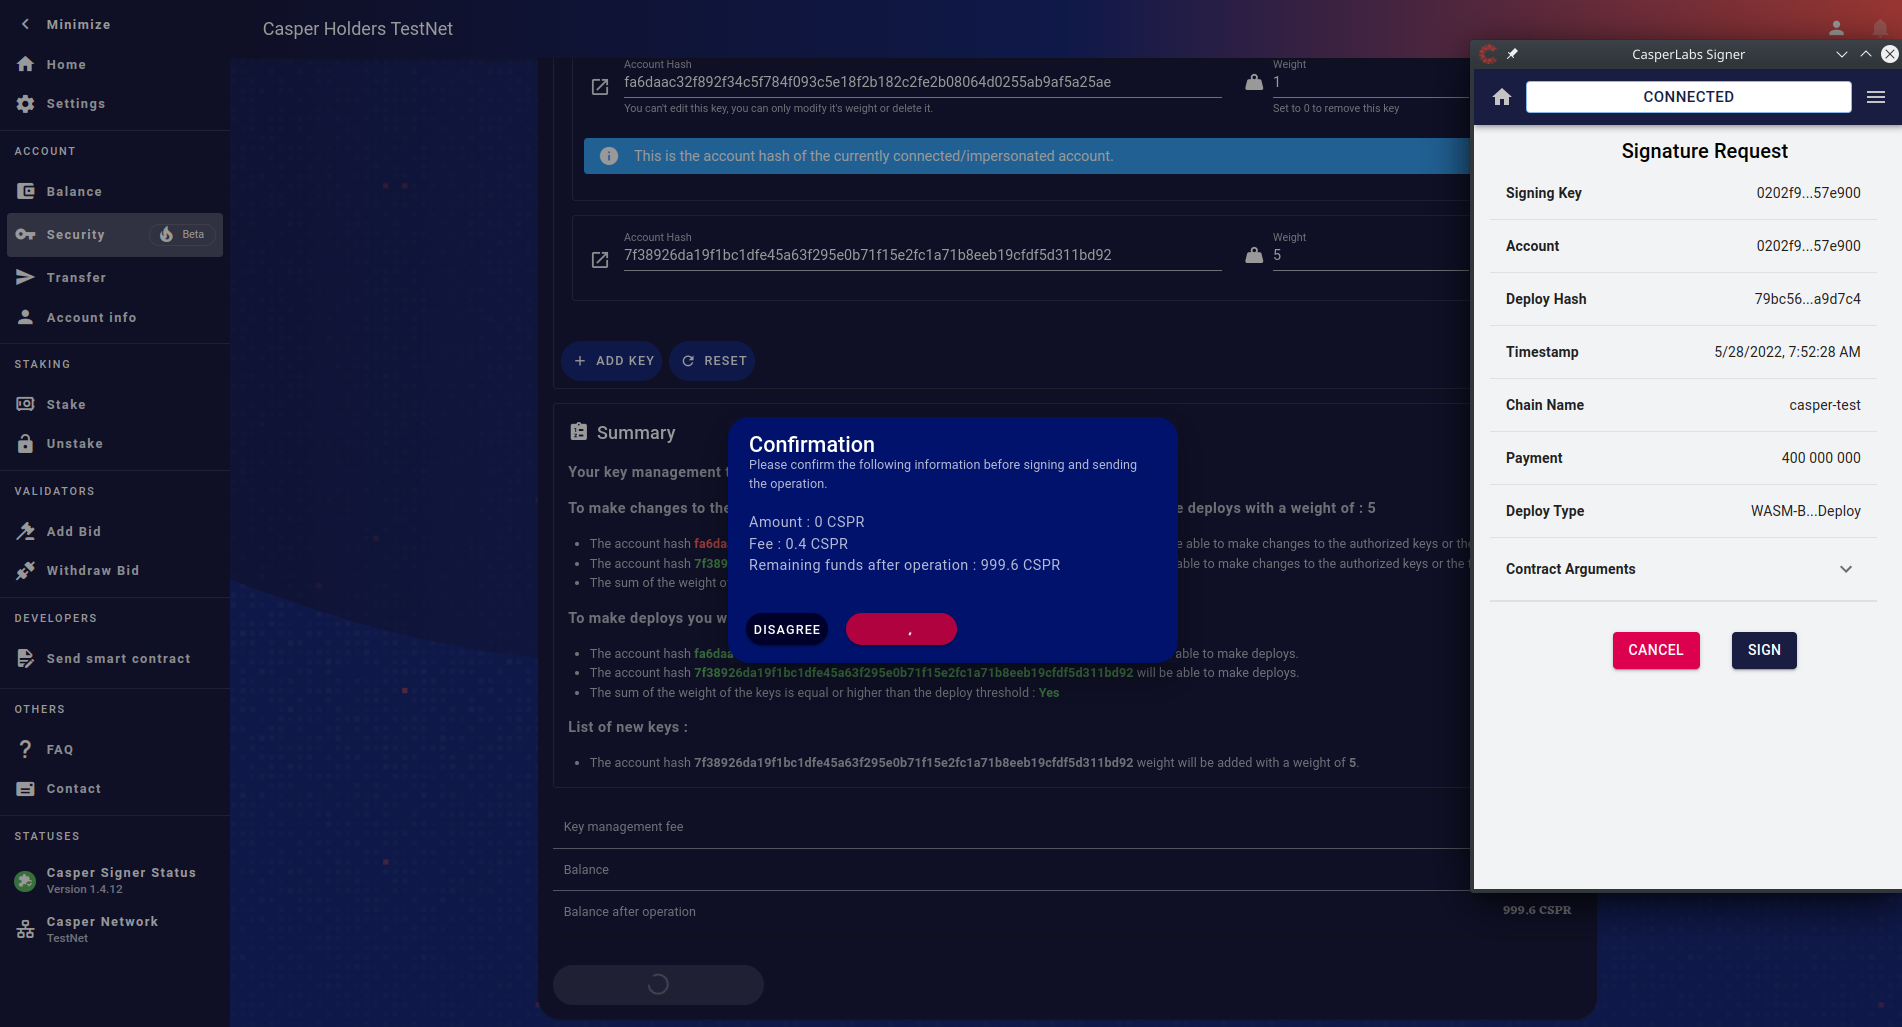 Minimize
Home
Settings
ACCOUNT
Balance
Security
Beta
Transfer
Account info
STAKING
Stake
Unstake
VALIDATORS
Add Bid
Withdraw Bid
DEVELOPERS
Send smart contract
OTHERS
FAQ
Contact
STATUSES
Casper Signer Status
Version 1.4.12
Casper Network
TestNet
Casper Holders TestNet
Account Hash
fa6daac32f892f34c5f784f093c5e18f2b182c2fe2b08064d0255ab9af5a25ae
You can't edit this key, you can only modify it's weight or delete it.
Weight
1
Set to 0 to remove this key
This is the account hash of the currently connected/impersonated account.
Account Hash
7f38926da19f1bc1dfe45a63f295e0b71f15e2fc1a71b8eeb19cfdf5d311bd92
Weight
5
ADD KEY
RESET
Summary
Your key management
To make changes to the
e deploys with a weight of : 5
The account hash fa6da
e able to make changes to the authorized keys or the
The account hash 7f389
able to make changes to the authorized keys or the
The sum of the weight o
To make deploys you w
The account hash fa6daa
able to make deploys.
The account hash 7f38926da19f1bc1dfe45a63f295e0b71f15e2fc1a71b8eeb19cfdf5d311bd92 will be able to make deploys.
The sum of the weight of the keys is equal or higher than the deploy threshold : Yes
List of new keys :
The account hash 7f38926da19f1bc1dfe45a63f295e0b71f15e2fc1a71b8eeb19cfdf5d311bd92 weight will be added with a weight of 5.
Key management fee
Balance
Balance after operation
999.6 CSPR
Confirmation
Please confirm the following information before signing and sending
the operation.
Amount : 0 CSPR
Fee : 0.4 CSPR
Remaining funds after operation : 999.6 CSPR
DISAGREE
CasperLabs Signer
CONNECTED
Signature Request
Signing Key
0202f9...57e900
Account
0202f9...57e900
Deploy Hash
79bc56...a9d7c4
Timestamp
5/28/2022, 7:52:28 AM
Chain Name
casper-test
Payment
400 000 000
Deploy Type
WASM-B...Deploy
Contract Arguments
CANCEL
SIGN